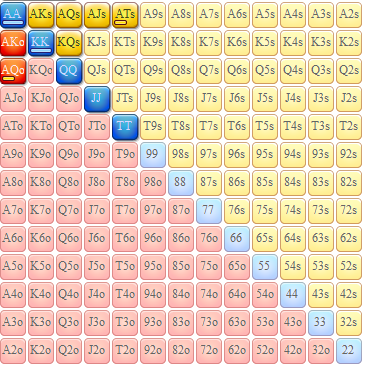 AA AKs AQs AJs ATs A9s A8s A7s A6s A5s A4s A3s A2s
AKo KK KQs KJs KTs K9s K8s K7s K6s K5s K4s K3s K2s
AQo KQo QQ QJs QTs Q9s Q8s Q7s Q6s Q5s Q4s Q3s Q2s
AJo KJo QJo JJ JTs J9s J8s J7s J6s J5s J4s J3s J2s
ATo KTo QTo JTo TT T9s T8s T7s T6s T5s T4s T3s T2s
A9o K9o Q9o J9o T9o 99 98s 97s 96s 95s 94s 93s 92s
A8o K8o Q8o J8o T8o 98o 88 87s 86s 85s 84s 83s 82s
A7o K7o Q7o J7o T7o 97o 87o 77 76s 75s 74s 73s 72s
A6o K6o Q6o J6o T6o 96o 86o 76o 66 65s 64s 63s 62s
A5o K5o Q5o J5o T5o 95o 85o 75o 65o 55 54s 53s 52s
A4o K4o Q4o J4o T4o 94o 84o 74o 64o 54o 44 43s 42s
A3o K3o Q3o J3o T3o 93o 83o 73o 63o 53o 43o 33 32s
A2o K2o Q2o J2o T2o 92o 82o 72o 62o 52o 42o 32o 22